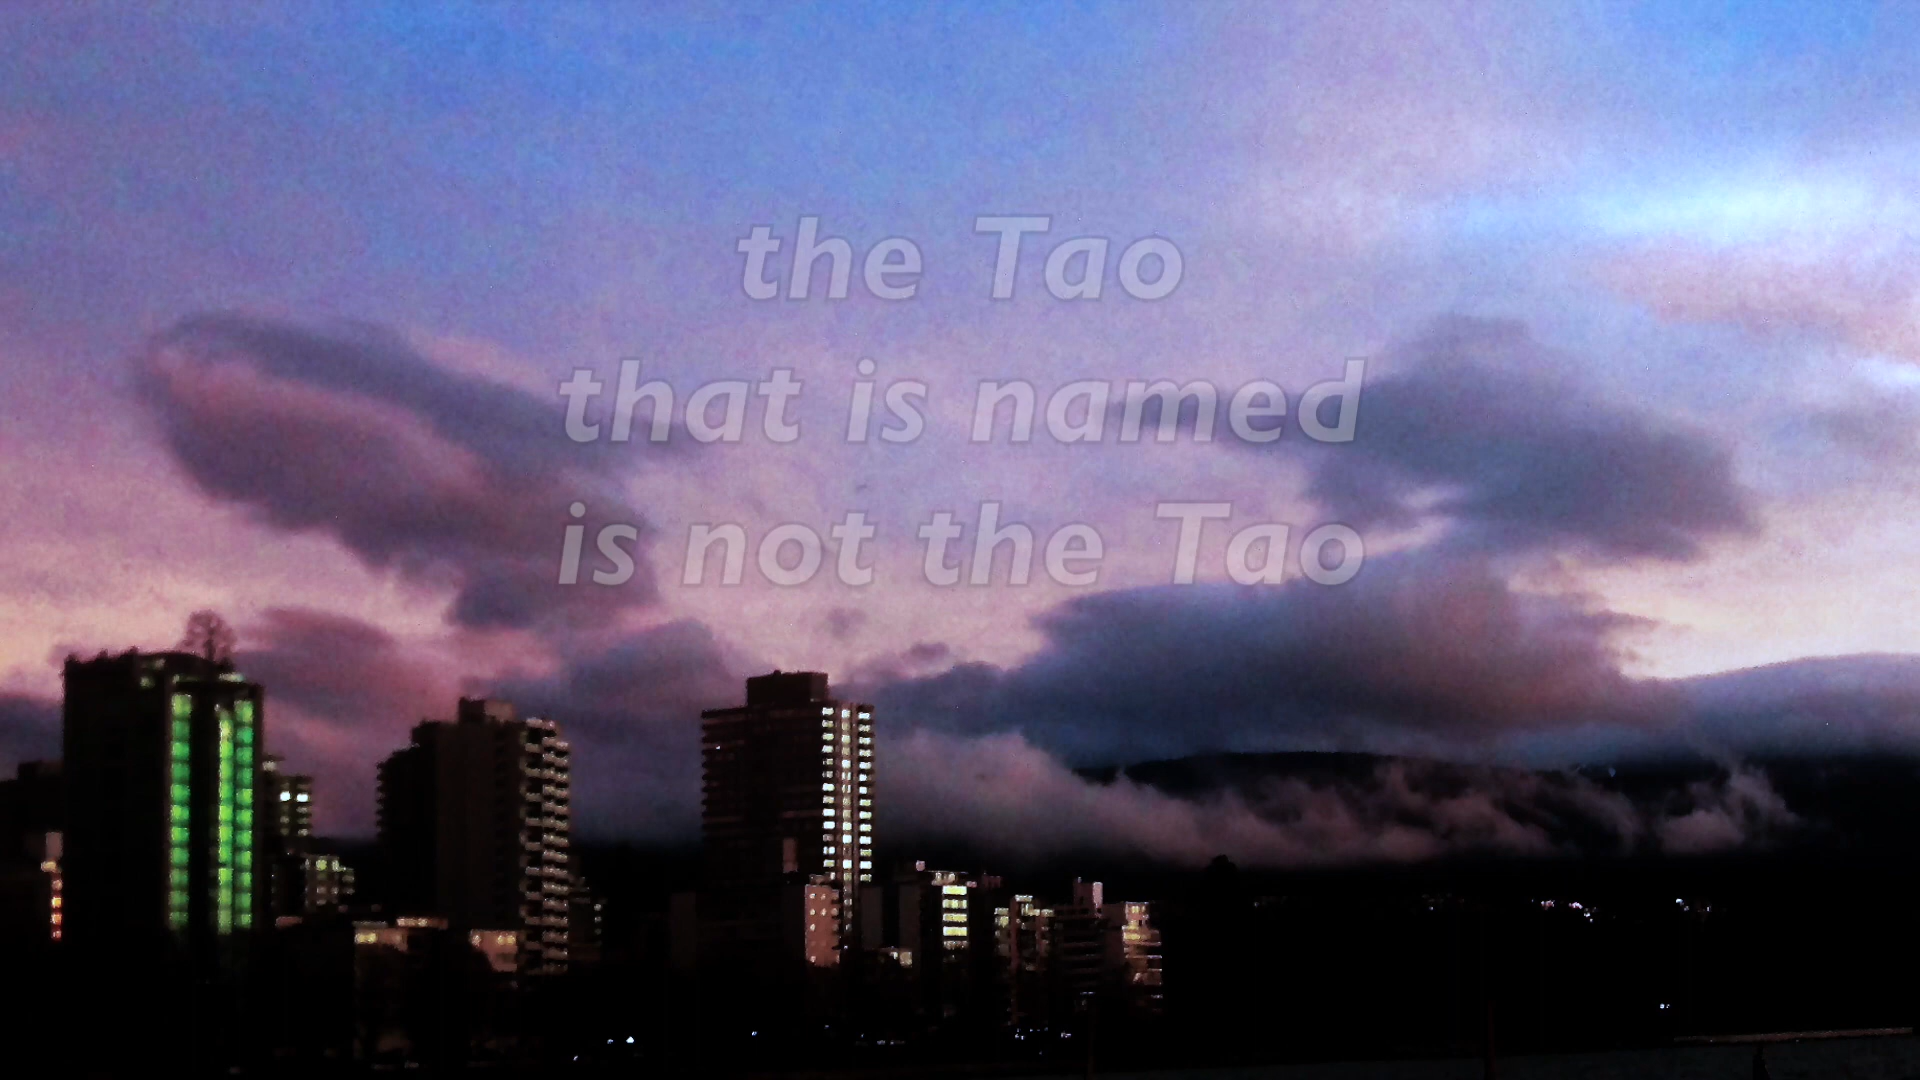 the Tao
that is named
is not the Tao